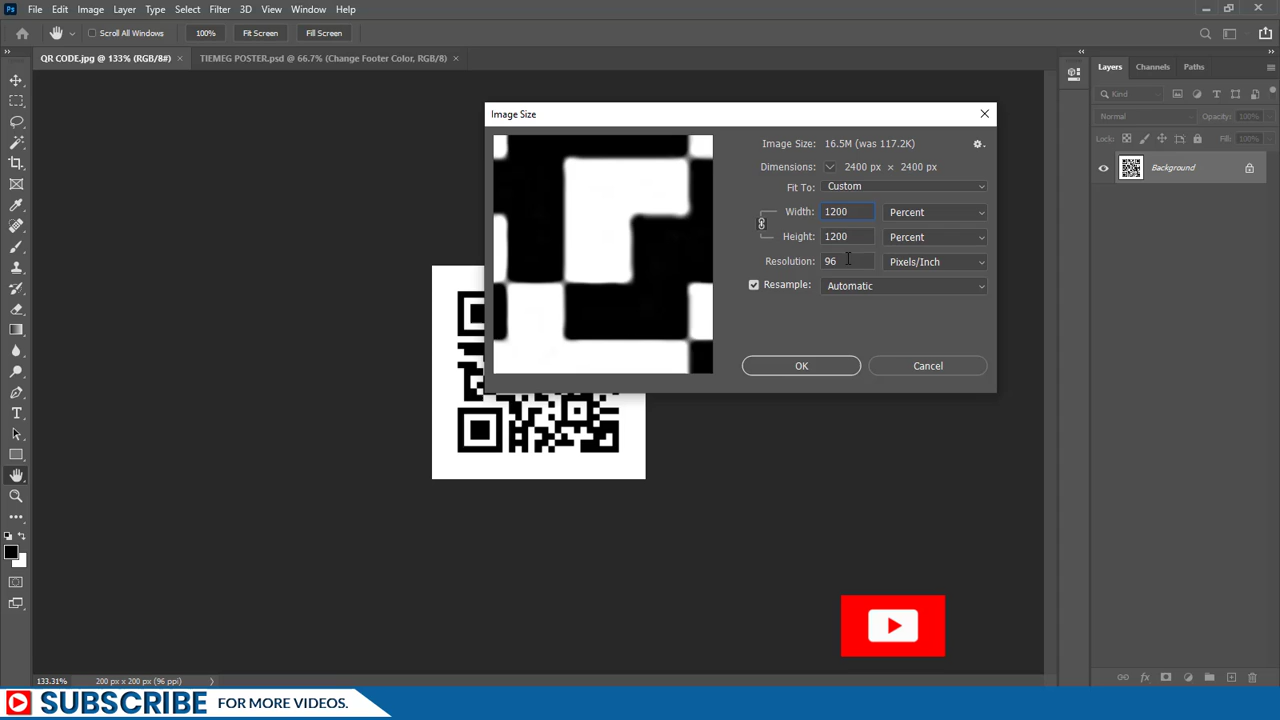 Ps File Edit Image Layer Type Select Filter 3D View Window Help
Scroll All Windows 100% Fit Screen Fill Screen
QR CODE.jpg @ 133% (RGB/8#) × TIEMEG POSTER.psd @ 66.7% (Change Footer Color, RGB/8) ×
Layers Channels Paths
Kind
Normal Opacity: 100%
Lock: Fill: 100%
Background
Image Size
Image Size: 16.5M (was 117.2K)
Dimensions: 2400 px × 2400 px
Fit To: Custom
Width: 1200 Percent
Height: 1200 Percent
Resolution: 96 Pixels/Inch
Resample: Automatic
OK Cancel
133.31% 200 px x 200 px (96 ppi)
SUBSCRIBE FOR MORE VIDEOS.